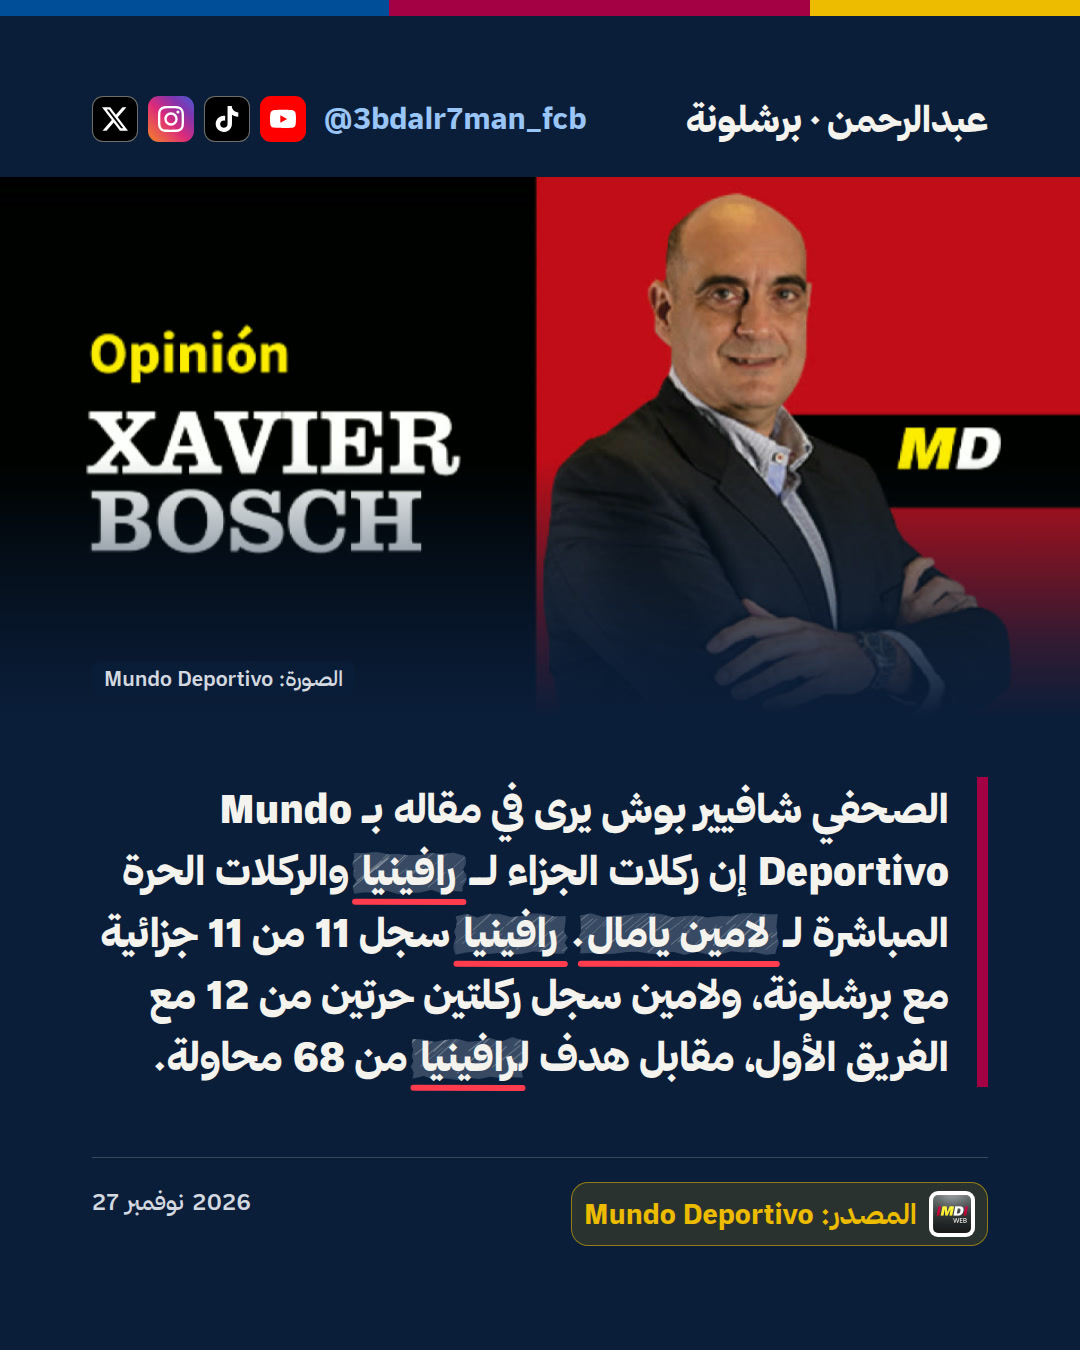 عبدالرحمن · برشلونة
@3bdalr7man_fcb
Opinión
XAVIER
BOSCH
MD
الصورة: Mundo Deportivo
الصحفي شافيير بوش يرى في مقاله بـ Mundo
Deportivo إن ركلات الجزاء لـ رافينيا والركلات الحرة
المباشرة لـ لامين يامال. رافينيا سجل 11 من 11 جزائية
مع برشلونة، ولامين سجل ركلتين حرتين من 12 مع
الفريق الأول، مقابل هدف لرافينيا من 68 محاولة.
المصدر: Mundo Deportivo
MD
WEB
27 نوفمبر 2026